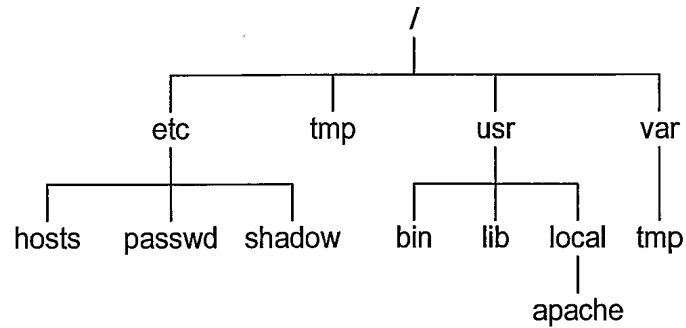 /
etc tmp usr var
hosts passwd shadow bin lib local tmp
apache